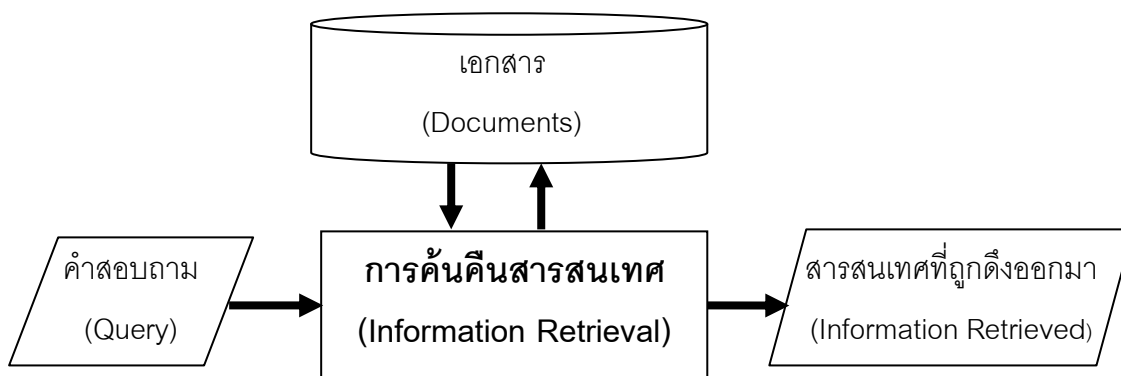 เอกสาร
(Documents)
คำสอบถาม
(Query)
การค้นคืนสารสนเทศ
(Information Retrieval)
สารสนเทศที่ถูกดึงออกมา
(Information Retrieved)